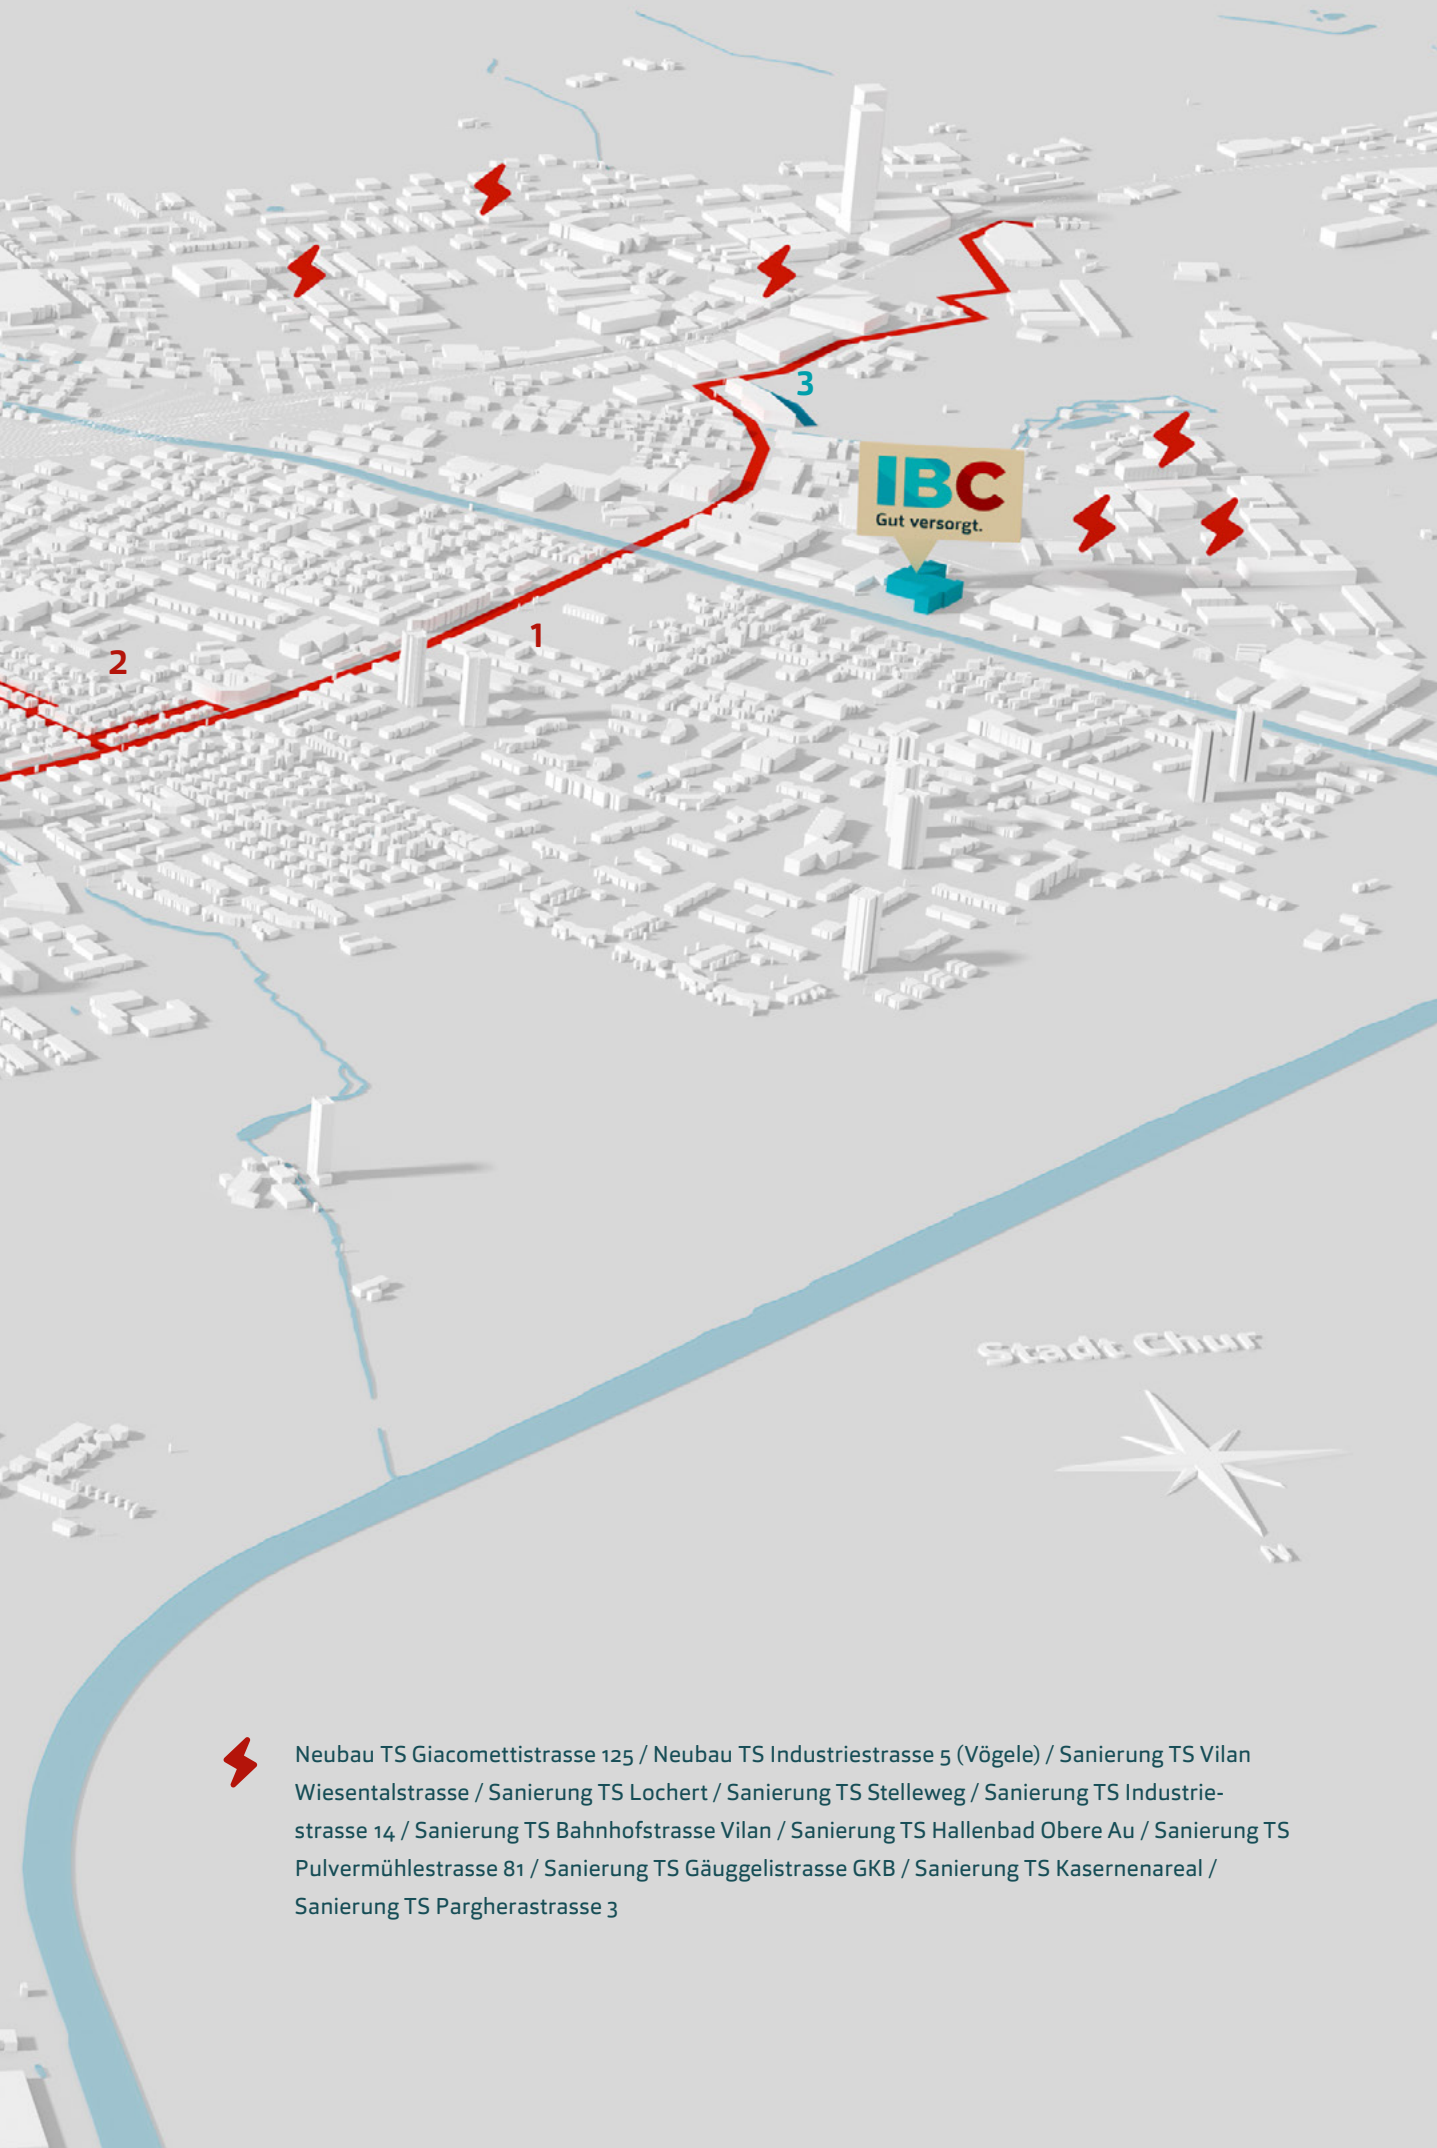 3
IBC
Gut versorgt.
1
2
Stadt Chur
N
Neubau TS Giacomettistrasse 125 / Neubau TS Industriestrasse 5 (Vögele) / Sanierung TS Vilan
Wiesentalstrasse / Sanierung TS Lochert / Sanierung TS Stelleweg / Sanierung TS Industrie-
strasse 14 / Sanierung TS Bahnhofstrasse Vilan / Sanierung TS Hallenbad Obere Au / Sanierung TS
Pulvermühlestrasse 81 / Sanierung TS Gäuggelistrasse GKB / Sanierung TS Kasernenareal /
Sanierung TS Pargherastrasse 3